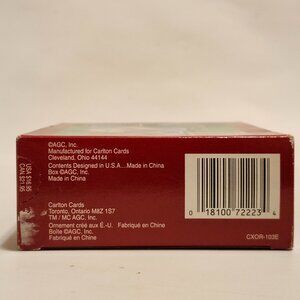 ©AGC, Inc.
Manufactured for Carlton Cards
Cleveland, Ohio 44144
Contents Designed in U.S.A....Made in China
Box ©AGC, Inc.
Made in China
USA $16.95
CAN $21.95
Carlton Cards
Toronto, Ontario M8Z 1S7
TM / MC AGC, Inc.
Ornement créé aux É.-U. Fabriqué en Chine
Boîte ©AGC, Inc.
Fabriqué en Chine
0 18100 72223 4
CXOR-103E